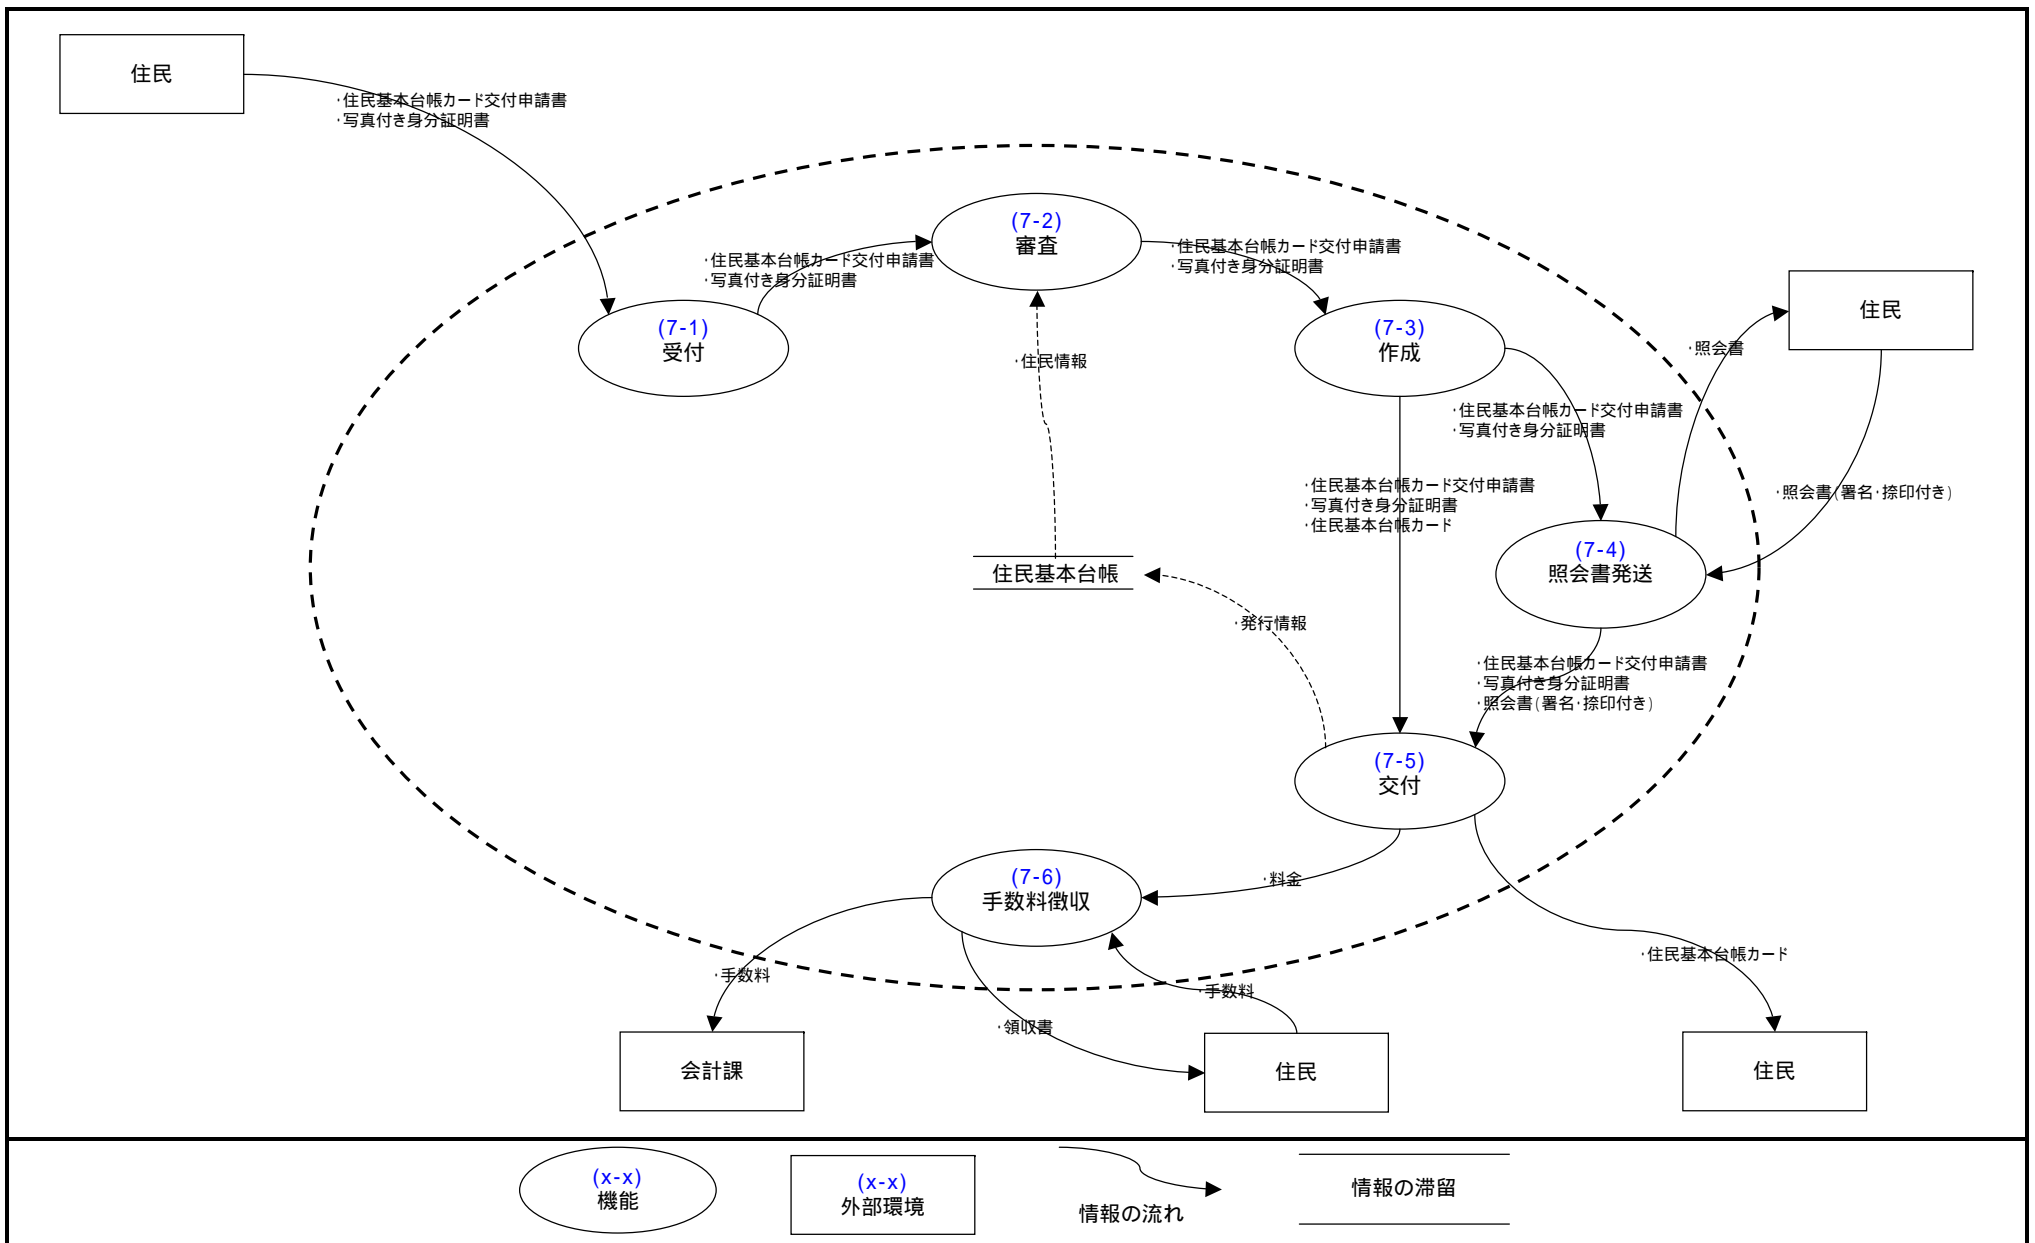 住民
・住民基本台帳カード交付申請書
・写真付き身分証明書
(7-2)
審査
・住民基本台帳カード交付申請書
・写真付き身分証明書
・住民基本台帳カード交付申請書
・写真付き身分証明書
(7-1)
受付
(7-3)
作成
住民
・住民情報
・照会書
・住民基本台帳カード交付申請書
・写真付き身分証明書
・住民基本台帳カード交付申請書
・写真付き身分証明書
・住民基本台帳カード
・照会書(署名・捺印付き)
(7-4)
照会書発送
住民基本台帳
・発行情報
・住民基本台帳カード交付申請書
・写真付き身分証明書
・照会書(署名・捺印付き)
(7-5)
交付
(7-6)
手数料徴収
・料金
・住民基本台帳カード
・手数料
・手数料
・領収書
会計課
住民
住民
(x-x)
機能
(x-x)
外部環境
情報の流れ
情報の滞留